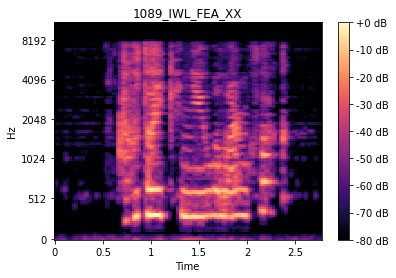 1089_IWL_FEA_XX
+0 dB
8192
-10 dB
4096
-20 dB
-30 dB
2048
Hz
-40 dB
1024
-50 dB
512
-60 dB
-70 dB
0
-80 dB
0 0.5 1 1.5 2 2.5
Time